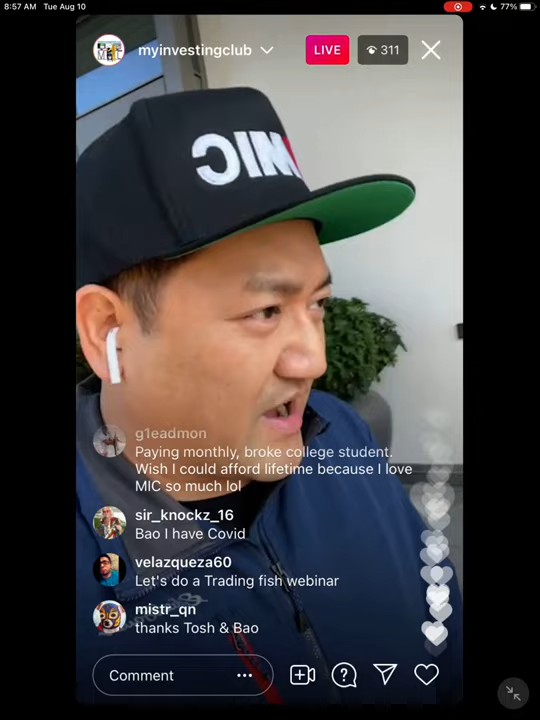 8:57 AM Tue Aug 10
77%
myinvestingclub
LIVE
311
MIC
g1eadmon
Paying monthly, broke college student.
Wish I could afford lifetime because I love
MIC so much lol
sir_knockz_16
Bao I have Covid
velazqueza60
Let's do a Trading fish webinar
mistr_qn
thanks Tosh & Bao
Comment